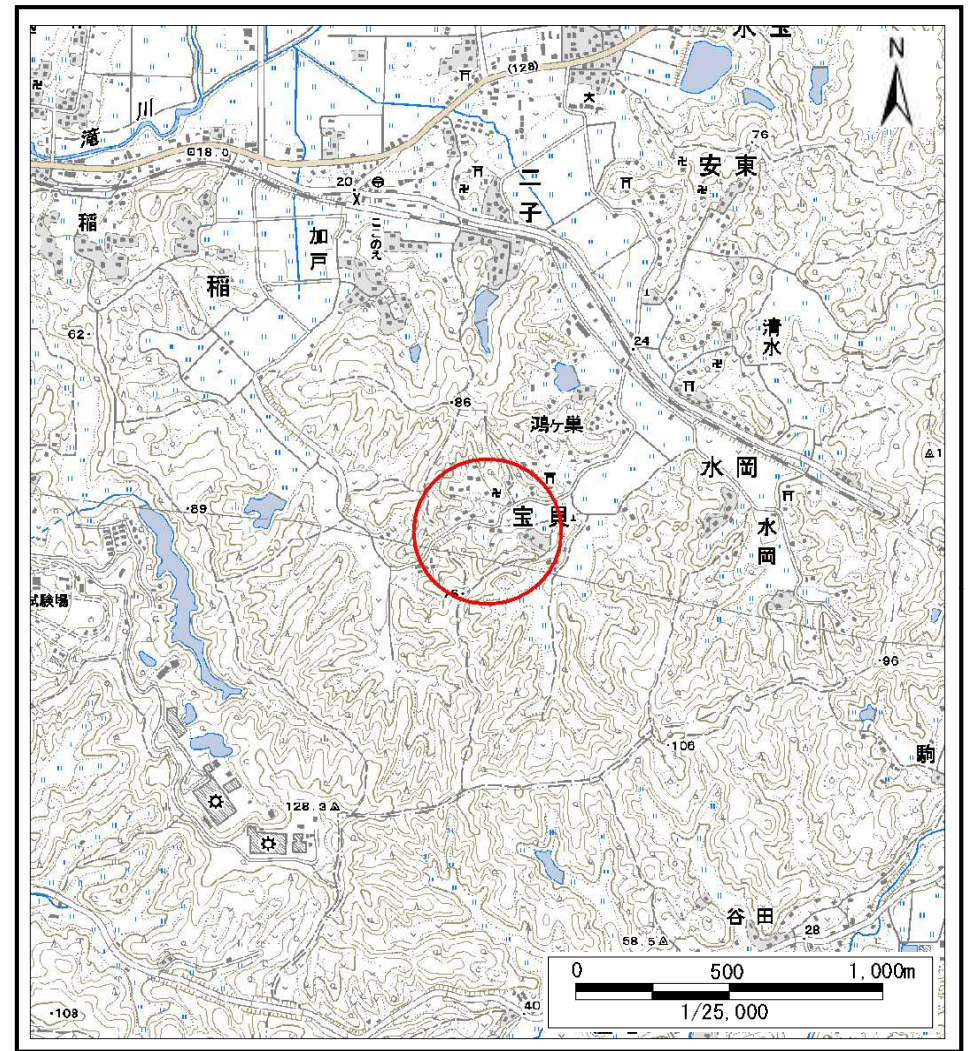 N
(128)
川
滝
18.0
76
安東
二子
20
ここのえ
加戸
稲
稲
清水
62
24
86
鴻ヶ巣
水岡
宝貝
水岡
89
75
試験場
96
106
駒
128.3
谷田
28
58.5
0 500 1,000m
1/25,000
40
108